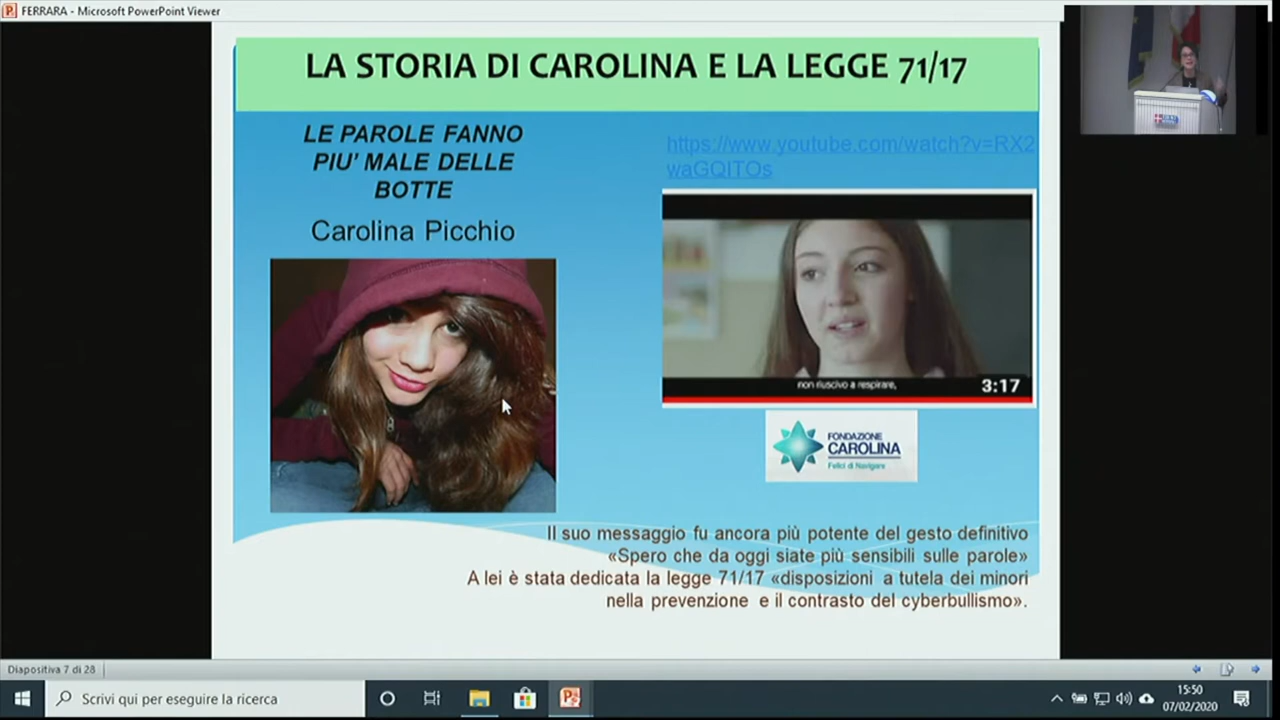 FERRARA - Microsoft PowerPoint Viewer
LA STORIA DI CAROLINA E LA LEGGE 71/17
LE PAROLE FANNO
PIU' MALE DELLE
BOTTE
Carolina Picchio
https://www.youtube.com/watch?v=RX2
waGQITOs
non riuscivo a respirare,
3:17
FONDAZIONE
CAROLINA
Felici di Navigare
Il suo messaggio fu ancora più potente del gesto definitivo
«Spero che da oggi siate più sensibili sulle parole»
A lei è stata dedicata la legge 71/17 «disposizioni a tutela dei minori
nella prevenzione e il contrasto del cyberbullismo».
Diapositiva 7 di 28
Scrivi qui per eseguire la ricerca
15:50
07/02/2020